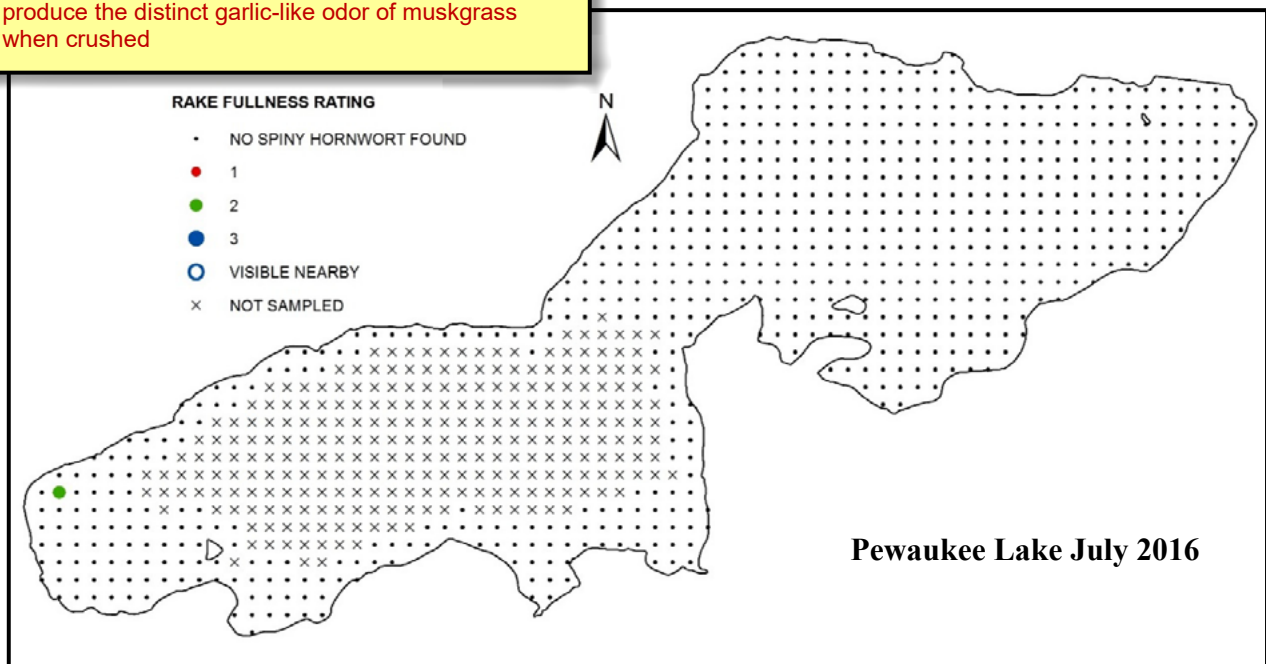 produce the distinct garlic-like odor of muskgrass
when crushed
RAKE FULLNESS RATING
NO SPINY HORNWORT FOUND
1
2
3
VISIBLE NEARBY
NOT SAMPLED
N
Pewaukee Lake July 2016